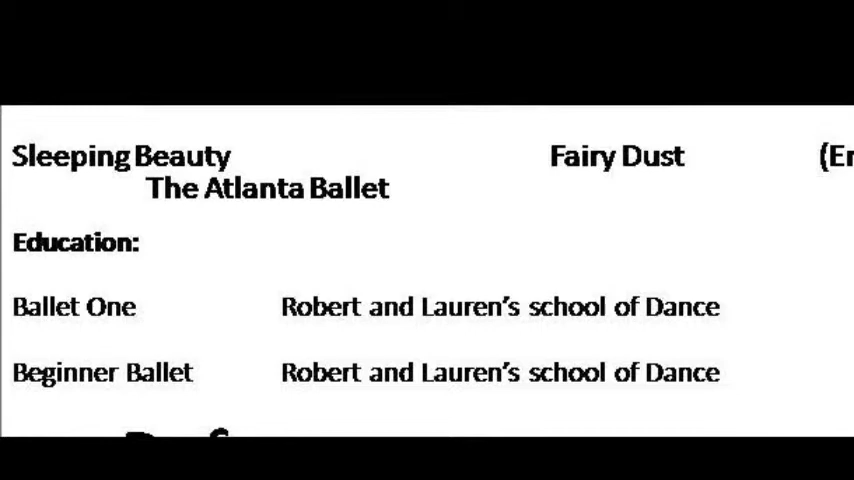 Sleeping Beauty Fairy Dust (En
The Atlanta Ballet
Education:
Ballet One Robert and Lauren's school of Dance
Beginner Ballet Robert and Lauren's school of Dance